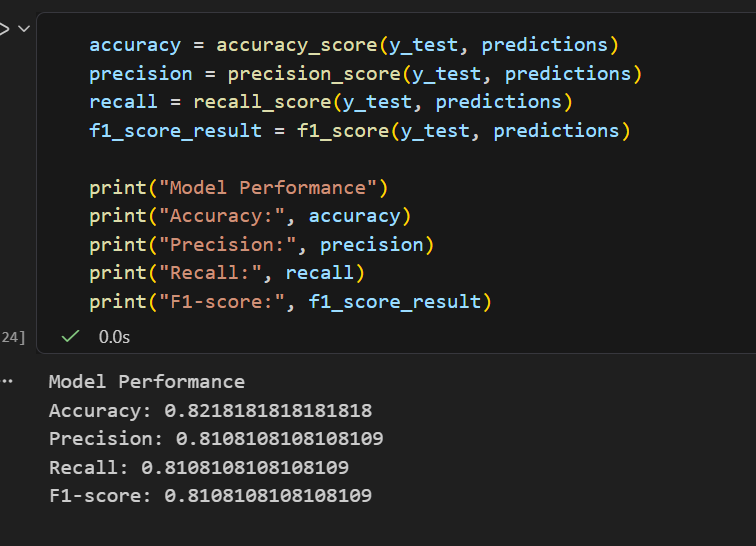 accuracy = accuracy_score(y_test, predictions)
precision = precision_score(y_test, predictions)
recall = recall_score(y_test, predictions)
f1_score_result = f1_score(y_test, predictions)
print("Model Performance")
print("Accuracy:", accuracy)
print("Precision:", precision)
print("Recall:", recall)
print("F1-score:", f1_score_result)
24]
0.0s
Model Performance
Accuracy: 0.8218181818181818
Precision: 0.8108108108108109
Recall: 0.8108108108108109
F1-score: 0.8108108108108109